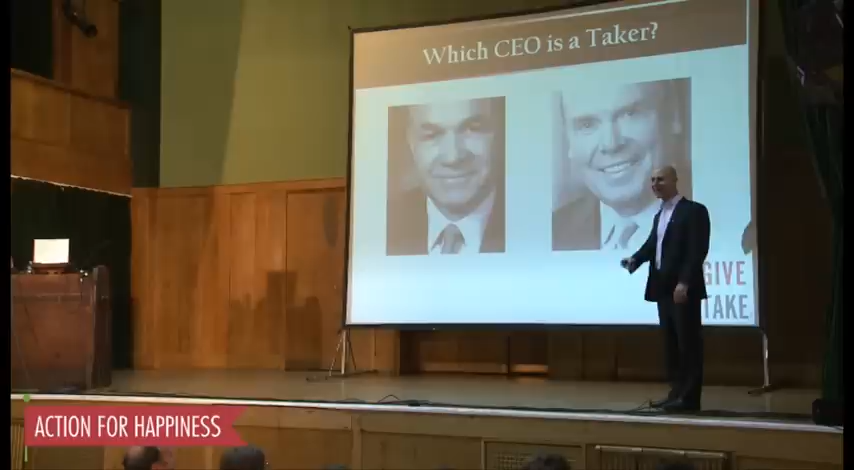 Which CEO is a Taker?
GIVE
TAKE
ACTION FOR HAPPINESS